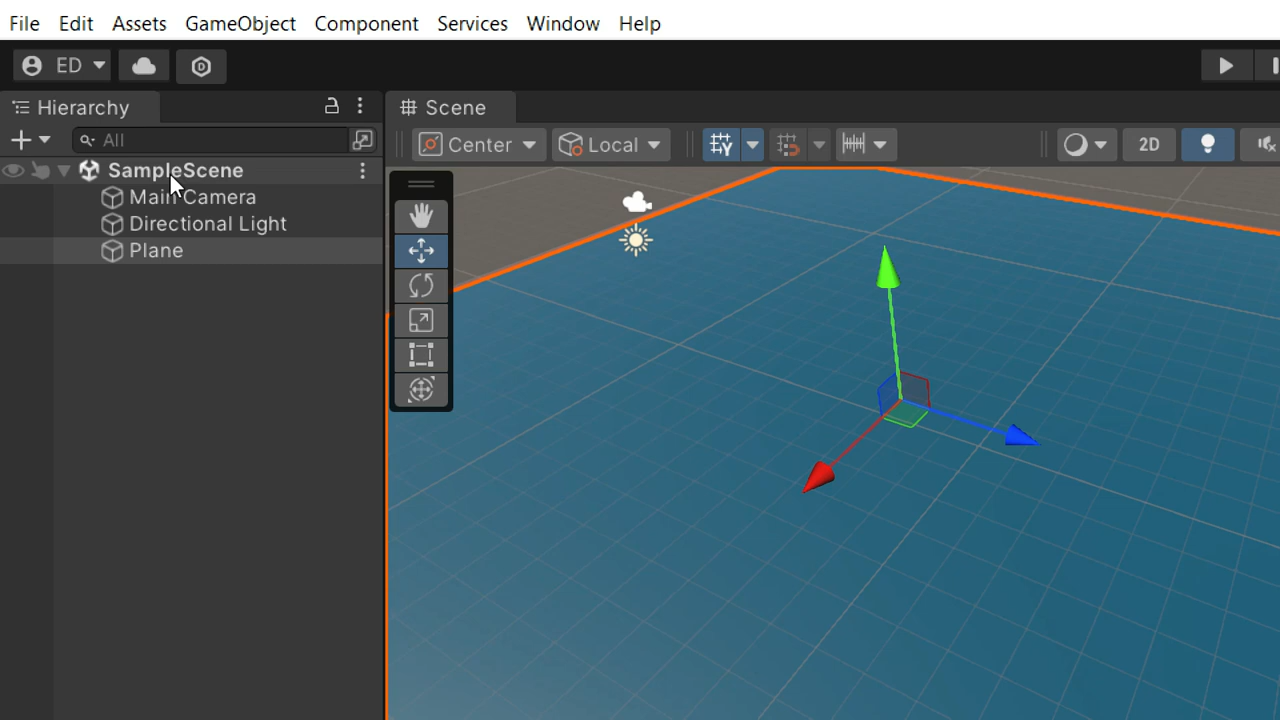 File Edit Assets GameObject Component Services Window Help
ED
Hierarchy
All
SampleScene
Main Camera
Directional Light
Plane
Scene
Center Local Y 2D